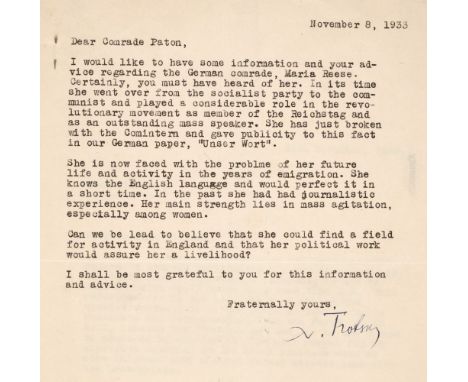 November 8, 1933
Dear Comrade Paton,
I would like to have some information and your ad-
vice regarding the German comrade, Maria Reese.
Certainly, you must have heard of her. In its time
she went over from the socialist party to the com-
munist and played a considerable role in the revo-
lutionary movement as member of the Reichstag and
as an outstanding mass speaker. She has just broken
with the Comintern and gave publicity to this fact
in our German paper, "Unser Wort".
She is now faced with the problme of her future
life and activity in the years of emigration. She
knows the English langugge and would perfect it in
a short time. In the past she had had journalistic
experience. Her main strength lies in mass agitation,
especially among women.
Can we be lead to believe that she could find a field
for activity in England and that her political work
would assure her a livelihood?
I shall be most grateful to you for this information
and advice.
Fraternally yours,
L. Trotsky